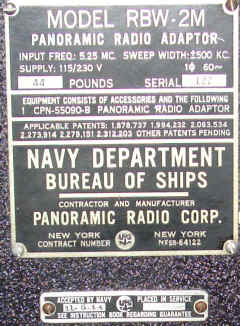 MODEL RBW-2M
PANORAMIC RADIO ADAPTOR
INPUT FREQ: 5.25 MC. SWEEP WIDTH: ±500 KC.
SUPPLY: 115/230 V 1Φ 60~
44 POUNDS SERIAL
EQUIPMENT CONSISTS OF ACCESSORIES AND THE FOLLOWING
1 CPN-55090-B PANORAMIC RADIO ADAPTOR
APPLICABLE PATENTS: 1,878,737 1,994,232 2,063,534
2,273,914 2,279,151 2,312,203 OTHER PATENTS PENDING
NAVY DEPARTMENT
BUREAU OF SHIPS
CONTRACTOR AND MANUFACTURER
PANORAMIC RADIO CORP.
NEW YORK NEW YORK
CONTRACT NUMBER NXSR-64122
ACCEPTED BY NAVY PLACED IN SERVICE
SEE INSTRUCTION BOOK REGARDING GUARANTEE